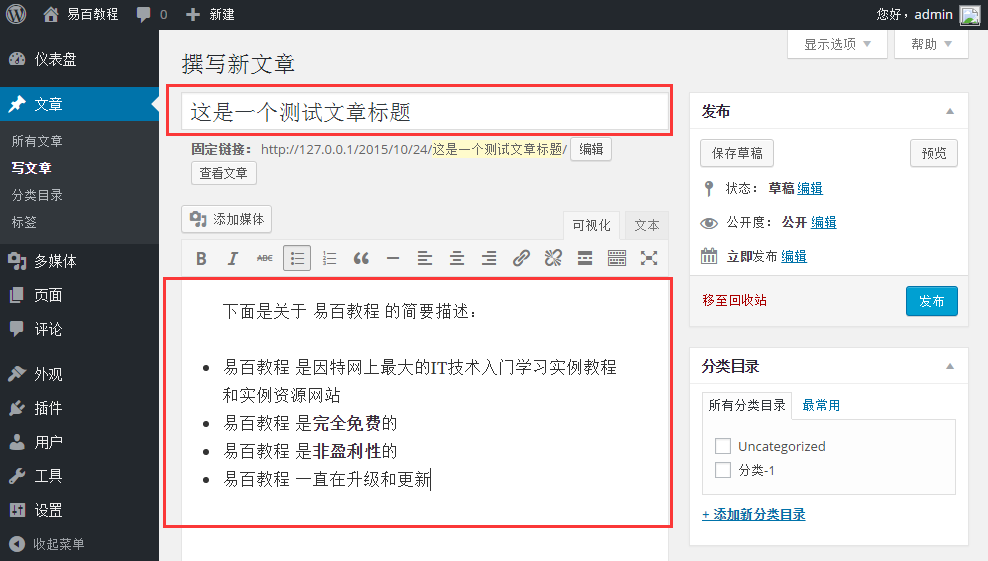 易百教程 0 新建 您好，admin
仪表盘
文章
所有文章
写文章
分类目录
标签
多媒体
页面
评论
外观
插件
用户
工具
设置
收起菜单
显示选项 帮助
撰写新文章
这是一个测试文章标题
固定链接： http://127.0.0.1/2015/10/24/这是一个测试文章标题/ 编辑
查看文章
添加媒体
可视化 文本
B I ABC
下面是关于 易百教程 的简要描述：
易百教程 是因特网上最大的IT技术入门学习实例教程
和实例资源网站
易百教程 是完全免费的
易百教程 是非盈利性的
易百教程 一直在升级和更新
发布
保存草稿 预览
状态： 草稿 编辑
公开度： 公开 编辑
立即发布 编辑
移至回收站 发布
分类目录
所有分类目录 最常用
Uncategorized
分类-1
+ 添加新分类目录